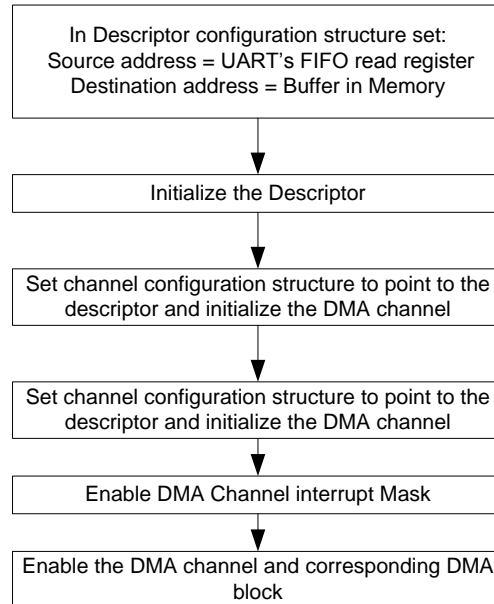 In Descriptor configuration structure set:
Source address = UART's FIFO read register
Destination address = Buffer in Memory
Initialize the Descriptor
Set channel configuration structure to point to the
descriptor and initialize the DMA channel
Set channel configuration structure to point to the
descriptor and initialize the DMA channel
Enable DMA Channel interrupt Mask
Enable the DMA channel and corresponding DMA
block